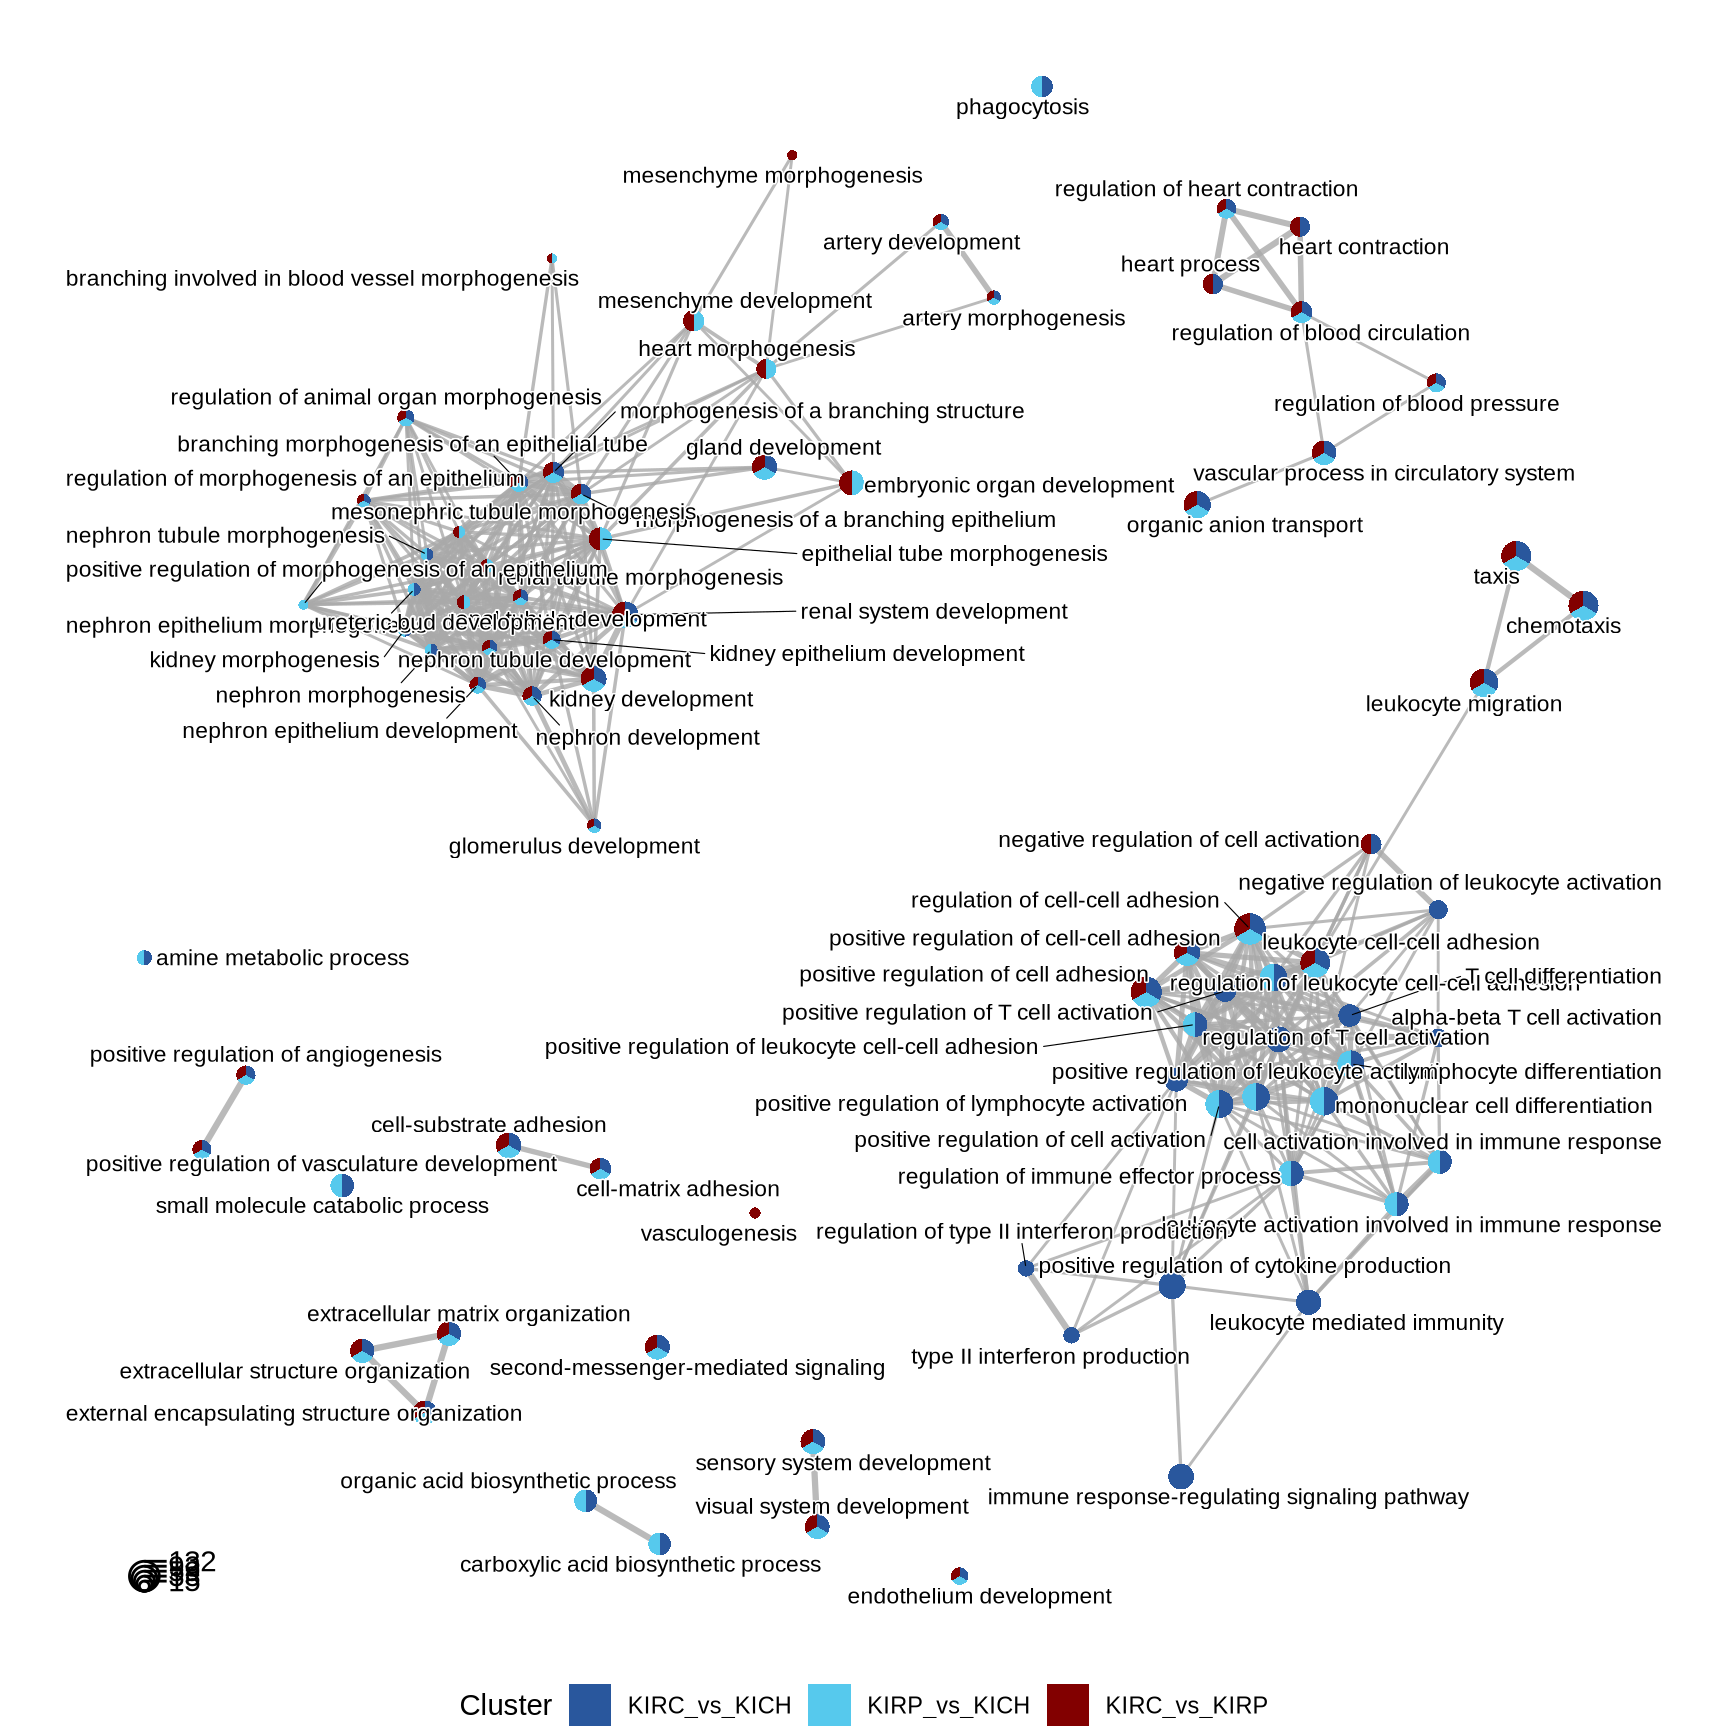 phagocytosis
mesenchyme morphogenesis
regulation of heart contraction
artery development
heart contraction
heart process
branching involved in blood vessel morphogenesis
mesenchyme development
artery morphogenesis
regulation of blood circulation
heart morphogenesis
regulation of animal organ morphogenesis
regulation of blood pressure
morphogenesis of a branching structure
branching morphogenesis of an epithelial tube
gland development
vascular process in circulatory system
regulation of morphogenesis of an epithelium
embryonic organ development
mesonephric tubule morphogenesis
morphogenesis of a branching epithelium
organic anion transport
nephron tubule morphogenesis
epithelial tube morphogenesis
positive regulation of morphogenesis of an epithelium
renal tubule morphogenesis
taxis
renal system development
nephron epithelium morphogenesis
ureteric bud development
renal tubule development
chemotaxis
kidney morphogenesis
nephron tubule development
kidney epithelium development
nephron morphogenesis
kidney development
leukocyte migration
nephron epithelium development
nephron development
glomerulus development
negative regulation of cell activation
negative regulation of leukocyte activation
regulation of cell-cell adhesion
positive regulation of cell-cell adhesion
leukocyte cell-cell adhesion
amine metabolic process
positive regulation of cell adhesion
regulation of leukocyte cell-cell adhesion
T cell differentiation
positive regulation of T cell activation
alpha-beta T cell activation
regulation of T cell activation
positive regulation of leukocyte cell-cell adhesion
positive regulation of angiogenesis
positive regulation of leukocyte activation
lymphocyte differentiation
positive regulation of lymphocyte activation
mononuclear cell differentiation
cell-substrate adhesion
positive regulation of cell activation
cell activation involved in immune response
positive regulation of vasculature development
regulation of immune effector process
cell-matrix adhesion
small molecule catabolic process
vasculogenesis
regulation of type II interferon production
leukocyte activation involved in immune response
positive regulation of cytokine production
extracellular matrix organization
leukocyte mediated immunity
type II interferon production
extracellular structure organization
second-messenger-mediated signaling
external encapsulating structure organization
sensory system development
organic acid biosynthetic process
immune response-regulating signaling pathway
visual system development
carboxylic acid biosynthetic process
132
13
endothelium development
Cluster KIRC_vs_KICH KIRP_vs_KICH KIRC_vs_KIRP